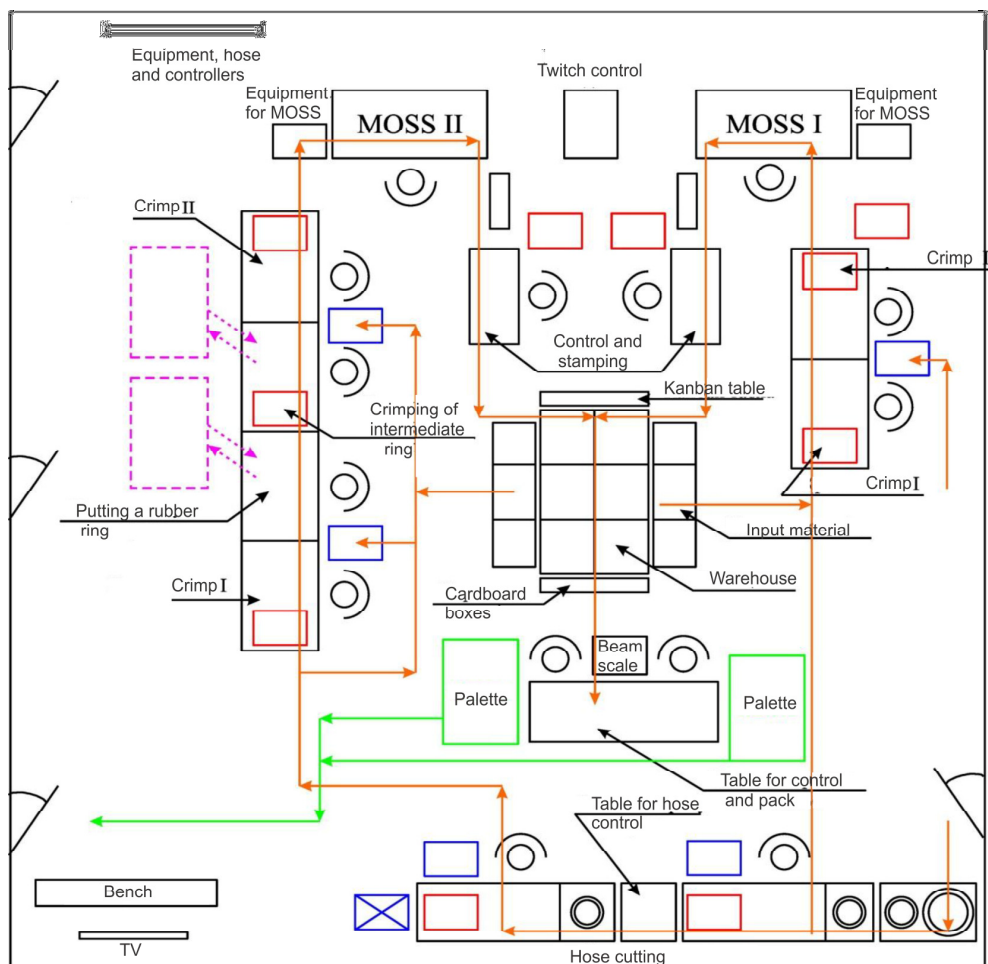 Equipment, hose
and controllers
Twitch control
Equipment
for MOSS
MOSS II
MOSS I
Equipment
for MOSS
Crimp II
Crimp I
Control and
stamping
Kanban table
Crimping of
intermediate
ring
Crimp I
Putting a rubber
ring
Input material
Crimp I
Warehouse
Cardboard
boxes
Beam
scale
Palette
Palette
Table for control
and pack
Table for hose
control
Bench
TV
Hose cutting